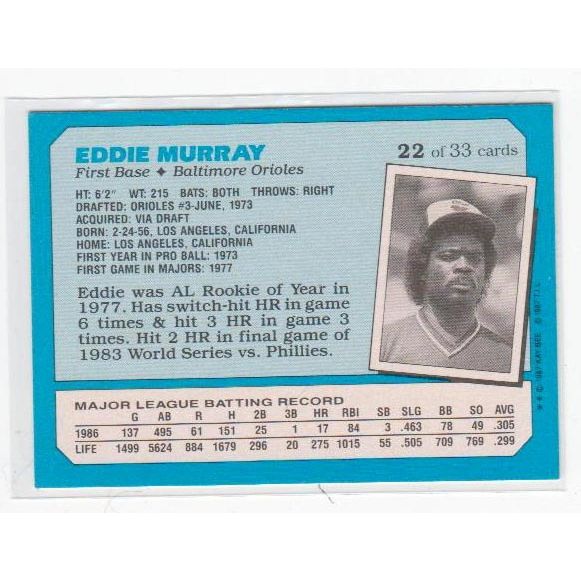 EDDIE MURRAY
22 of 33 cards
First Base ✦ Baltimore Orioles
HT: 6'2" WT: 215 BATS: BOTH THROWS: RIGHT
DRAFTED: ORIOLES #3-JUNE, 1973
ACQUIRED: VIA DRAFT
BORN: 2-24-56, LOS ANGELES, CALIFORNIA
HOME: LOS ANGELES, CALIFORNIA
FIRST YEAR IN PRO BALL: 1973
FIRST GAME IN MAJORS: 1977
Eddie was AL Rookie of Year in
1977. Has switch-hit HR in game
6 times & hit 3 HR in game 3
times. Hit 2 HR in final game of
1983 World Series vs. Phillies.
MAJOR LEAGUE BATTING RECORD
G AB R H 2B 3B HR RBI SB SLG BB SO AVG
1986 137 495 61 151 25 1 17 84 3 .463 78 49 .305
LIFE 1499 5624 884 1679 296 20 275 1015 55 .505 709 769 .299
© '87 KAY BEE © '87 T.L.